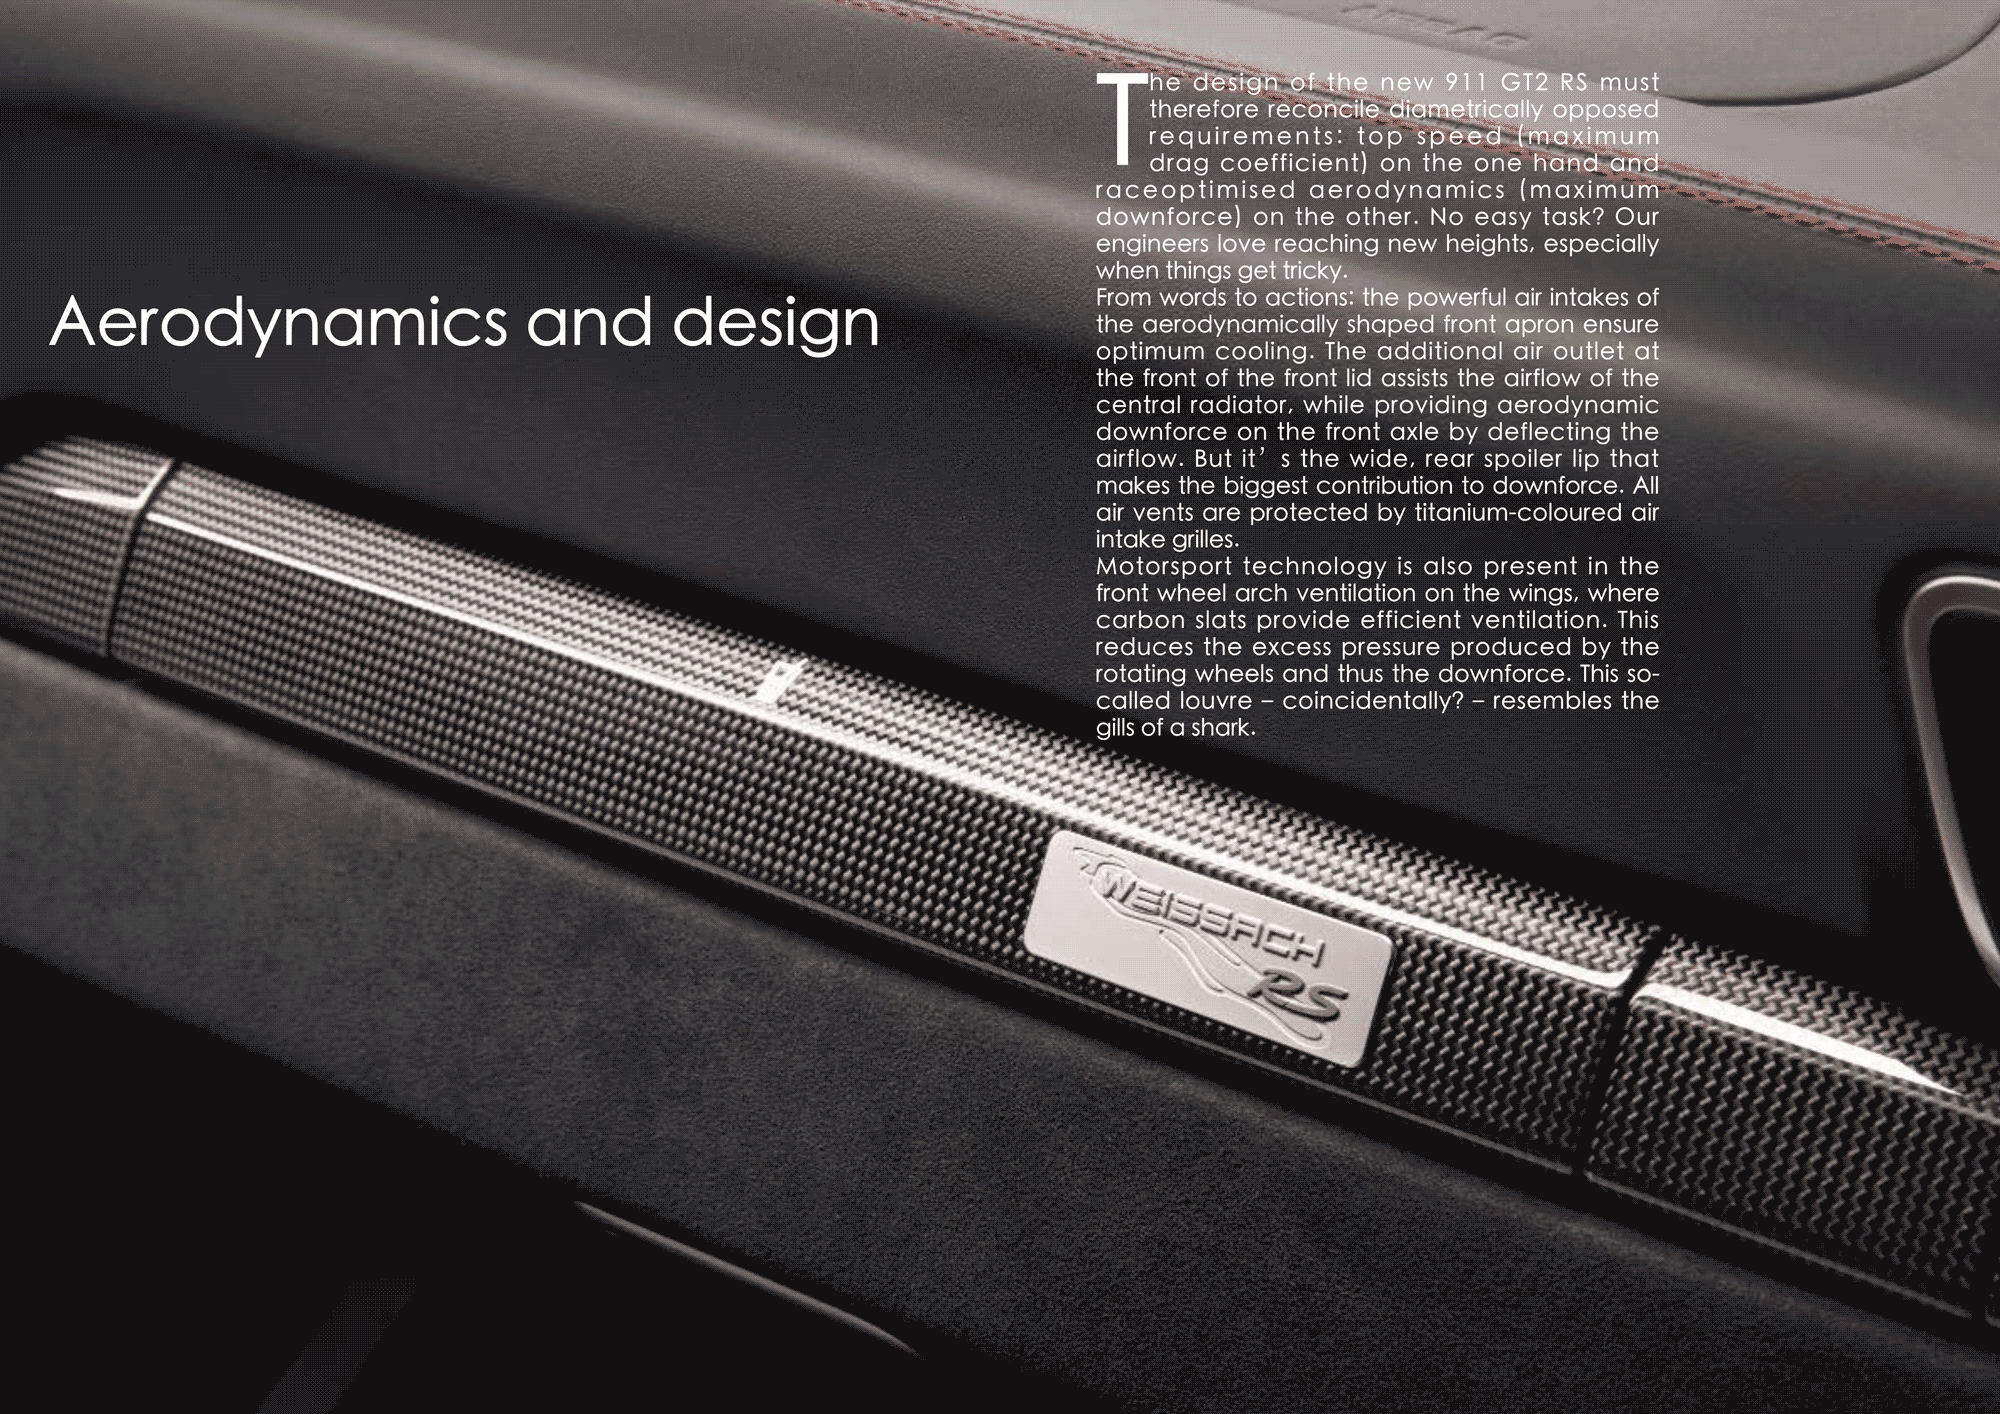 AIRBAG
The design of the new 911 GT2 RS must
therefore reconcile diametrically opposed
requirements: top speed (maximum
drag coefficient) on the one hand and
raceoptimised aerodynamics (maximum
downforce) on the other. No easy task? Our
engineers love reaching new heights, especially
when things get tricky.
From words to actions: the powerful air intakes of
the aerodynamically shaped front apron ensure
optimum cooling. The additional air outlet at
the front of the front lid assists the airflow of the
central radiator, while providing aerodynamic
downforce on the front axle by deflecting the
airflow. But it’ s the wide, rear spoiler lip that
makes the biggest contribution to downforce. All
air vents are protected by titanium-coloured air
intake grilles.
Motorsport technology is also present in the
front wheel arch ventilation on the wings, where
carbon slats provide efficient ventilation. This
reduces the excess pressure produced by the
rotating wheels and thus the downforce. This so-
called louvre – coincidentally? – resembles the
gills of a shark.
Aerodynamics and design
WEISSACH
RS